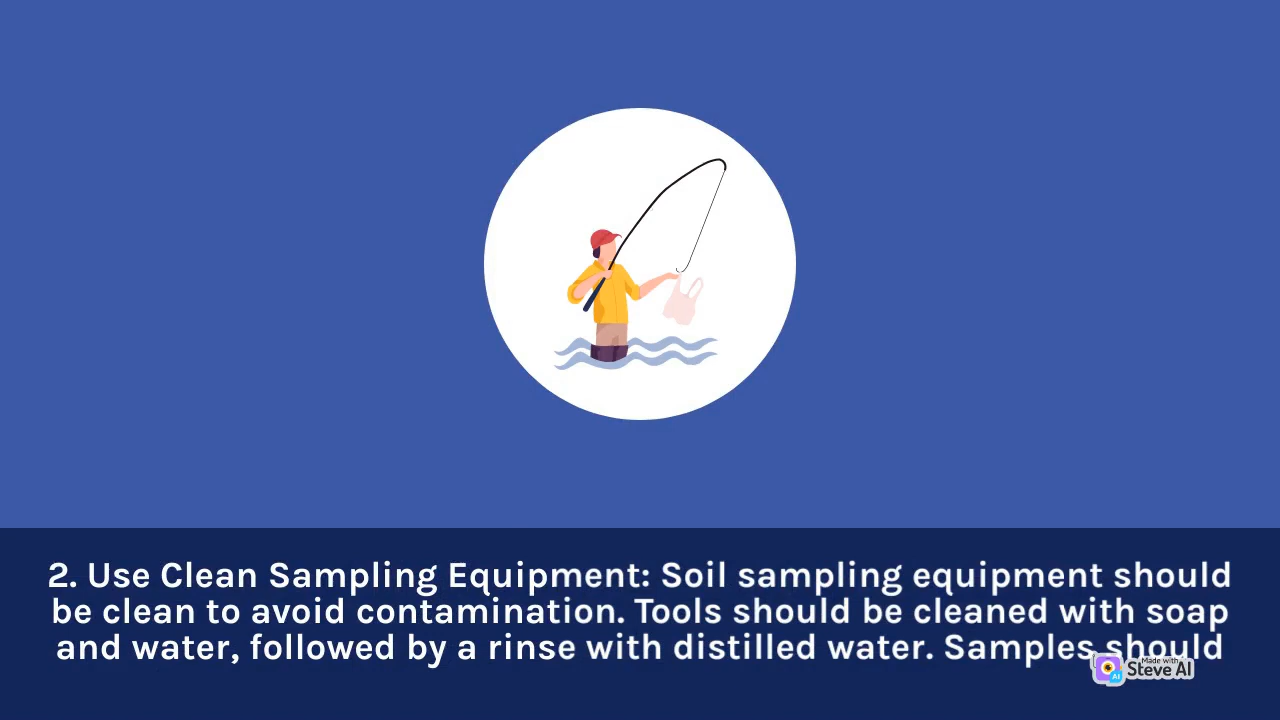 2. Use Clean Sampling Equipment: Soil sampling equipment should
be clean to avoid contamination. Tools should be cleaned with soap
and water, followed by a rinse with distilled water. Samples should
Made with
Steve AI
AI